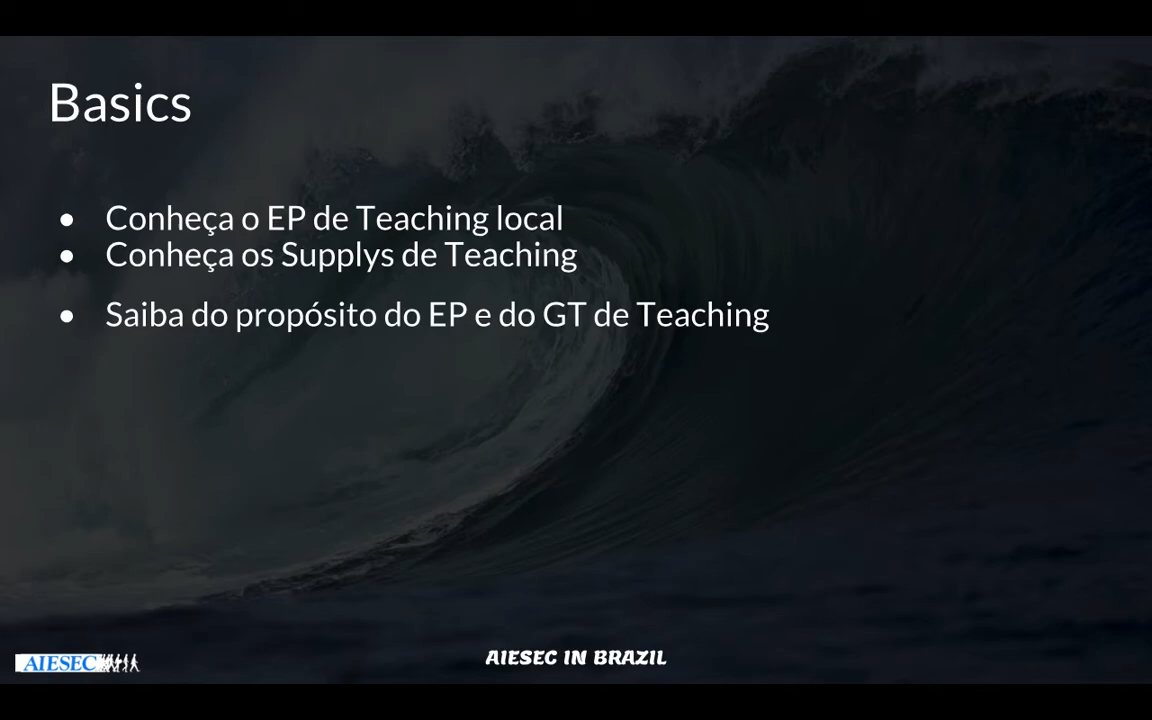 Basics
● Conheça o EP de Teaching local
● Conheça os Supplys de Teaching
● Saiba do propósito do EP e do GT de Teaching
AIESEC
AIESEC IN BRAZIL